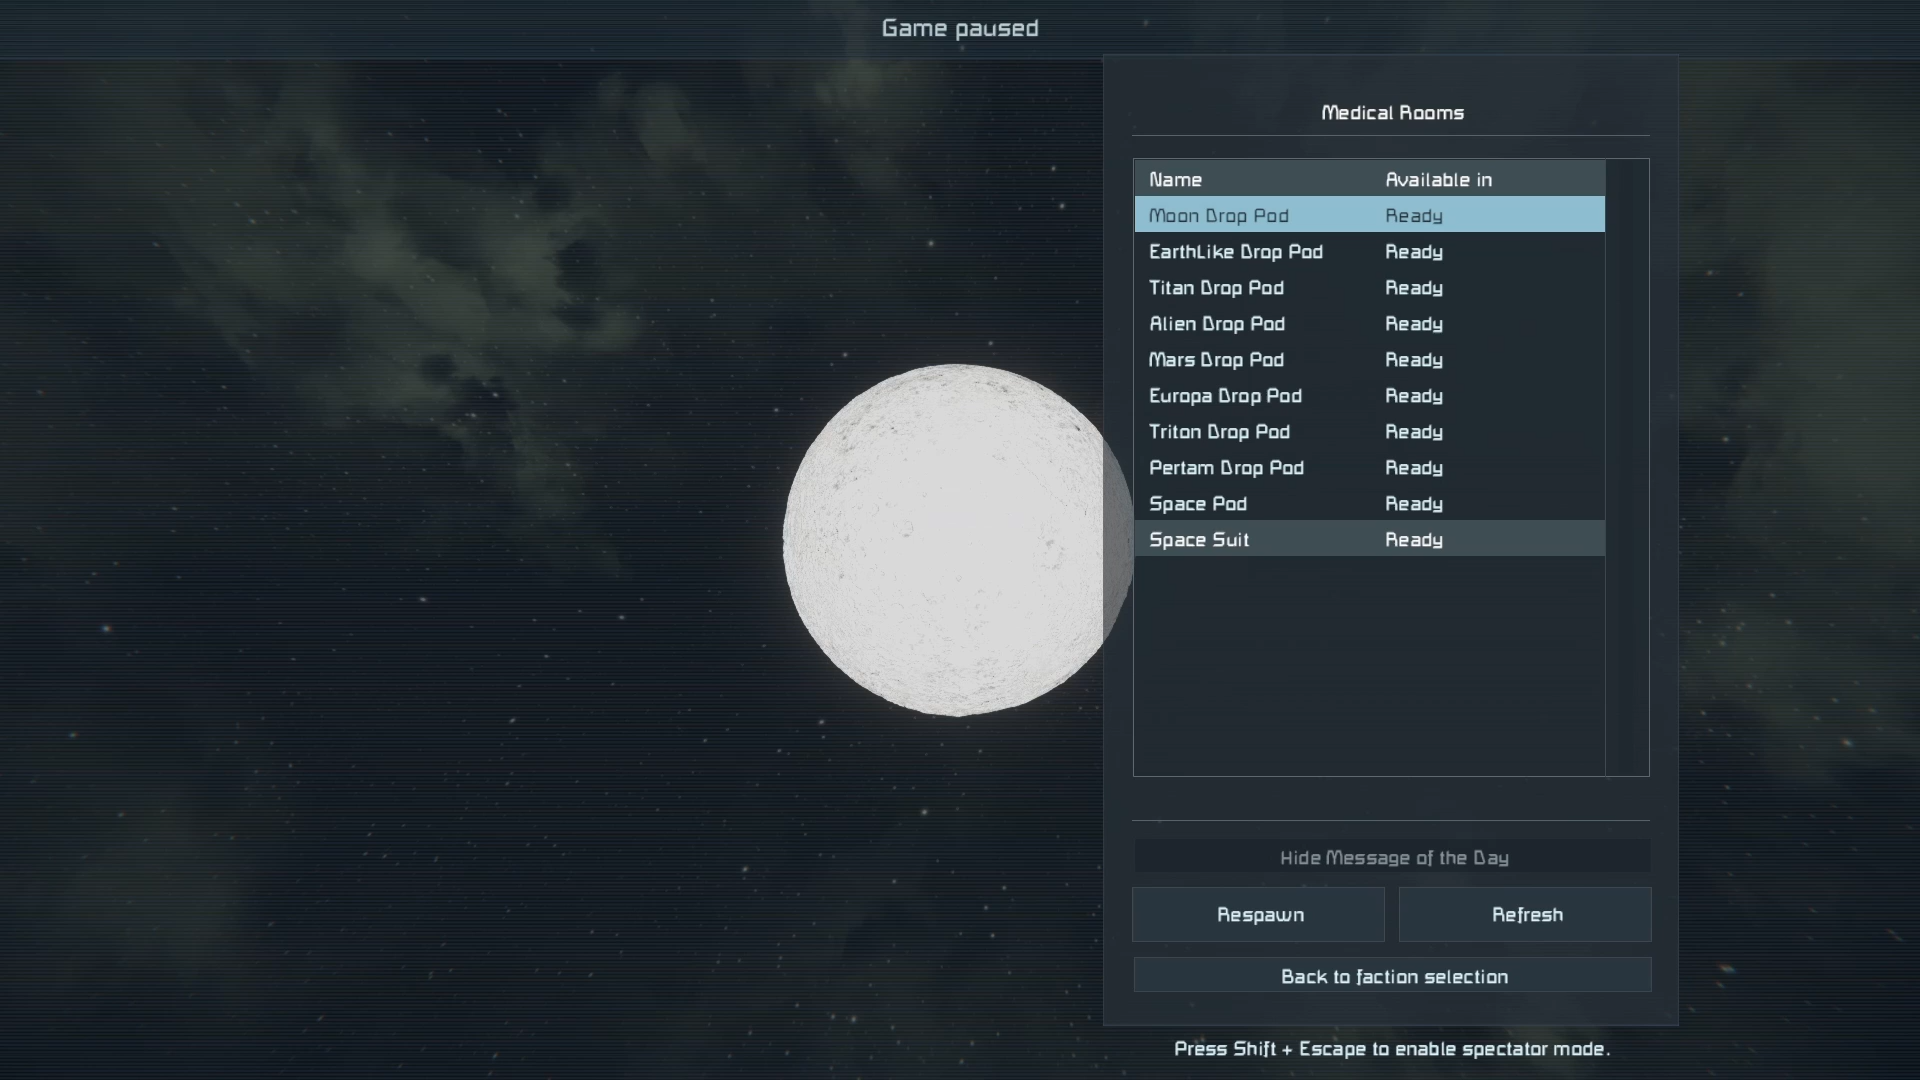 Game paused
Medical Rooms
Name Available in
Moon Drop Pod Ready
EarthLike Drop Pod Ready
Titan Drop Pod Ready
Alien Drop Pod Ready
Mars Drop Pod Ready
Europa Drop Pod Ready
Triton Drop Pod Ready
Pertam Drop Pod Ready
Space Pod Ready
Space Suit Ready
Hide Message of the Day
Respawn Refresh
Back to faction selection
Press Shift + Escape to enable spectator mode.